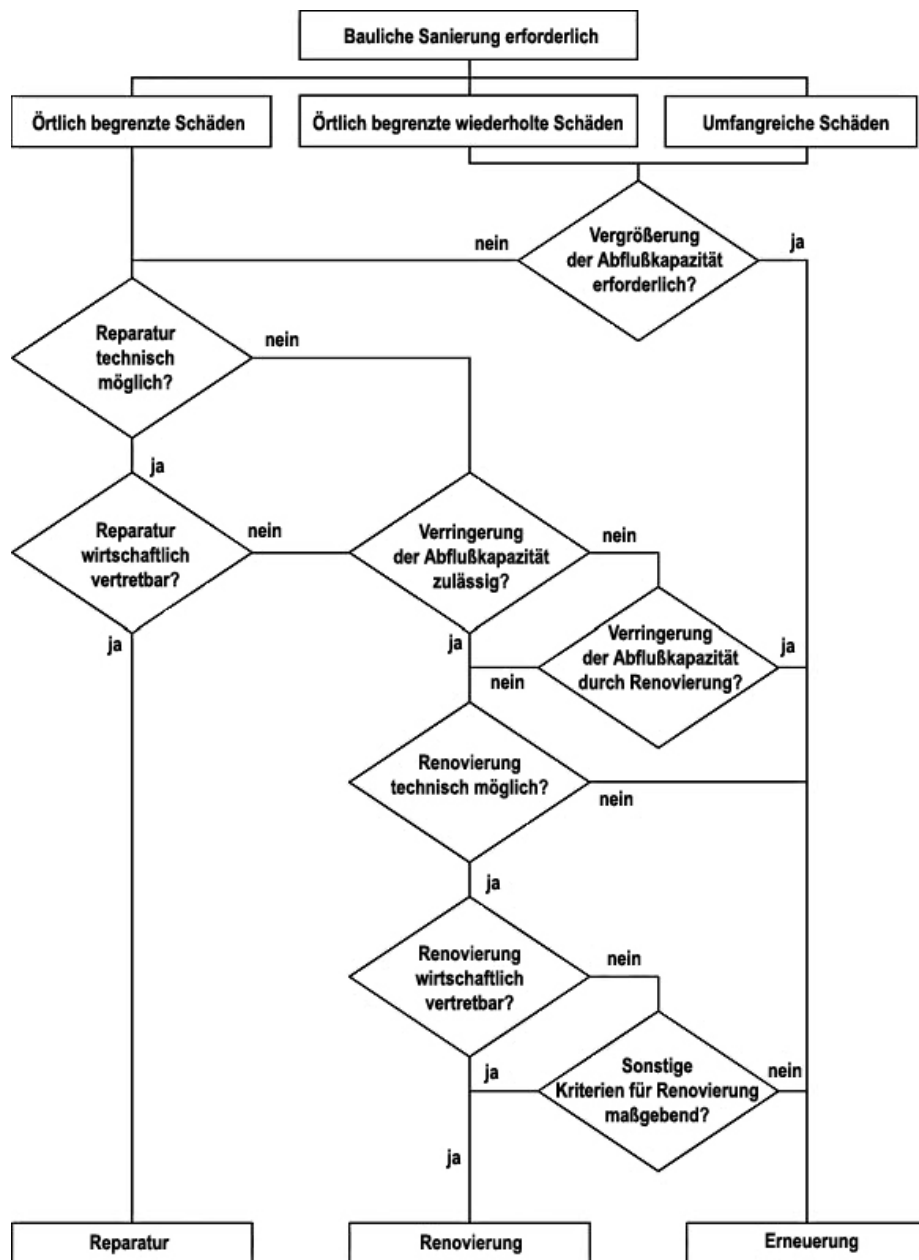 Bauliche Sanierung erforderlich
Örtlich begrenzte Schäden
Örtlich begrenzte wiederholte Schäden
Umfangreiche Schäden
nein
Vergrößerung
der Abflußkapazität
erforderlich?
ja
Reparatur
technisch
möglich?
nein
ja
Reparatur
wirtschaftlich
vertretbar?
nein
Verringerung
der Abflußkapazität
zulässig?
nein
ja
ja
Verringerung
der Abflußkapazität
durch Renovierung?
ja
nein
Renovierung
technisch möglich?
nein
ja
Renovierung
wirtschaftlich
vertretbar?
nein
ja
Sonstige
Kriterien für Renovierung
maßgebend?
nein
ja
Reparatur
Renovierung
Erneuerung